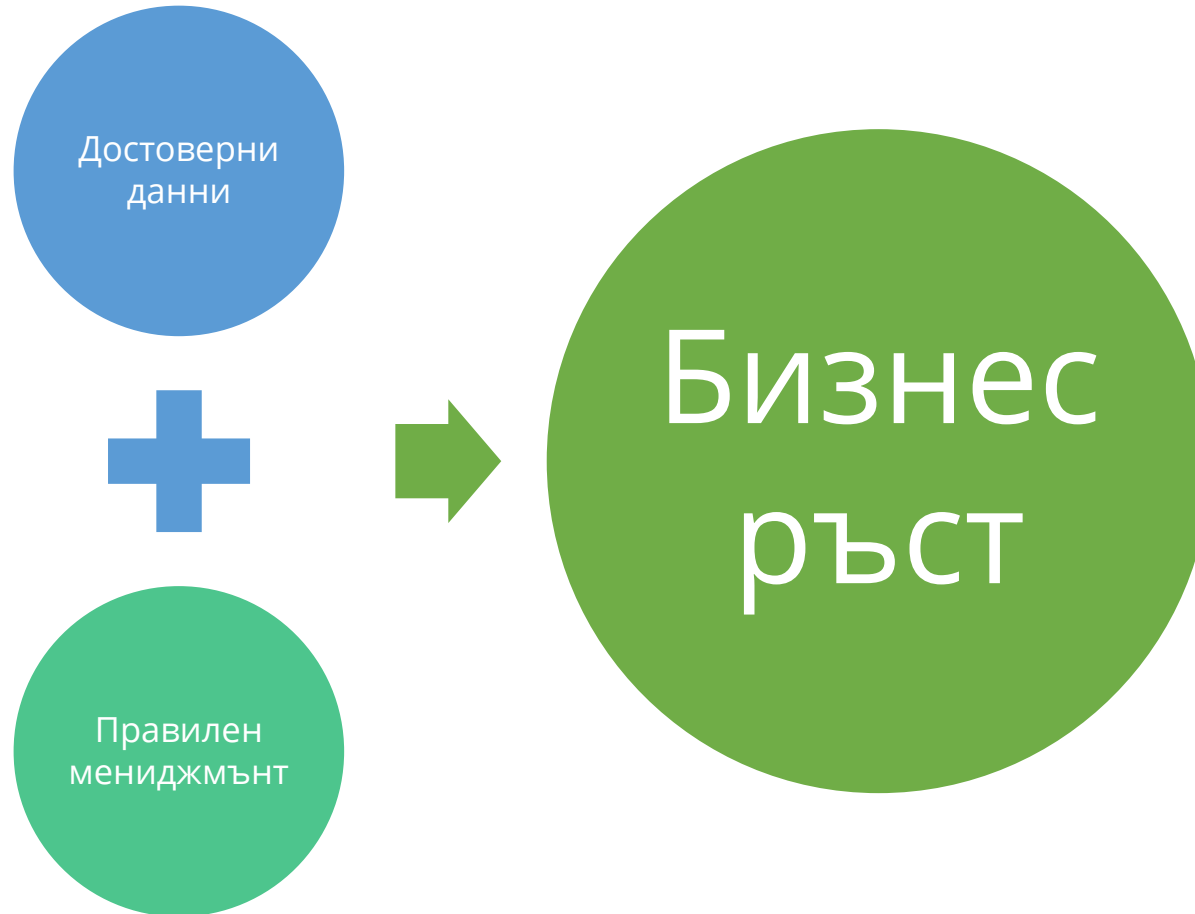 Достоверни
данни
Правилен
мениджмънт
Бизнес
ръст